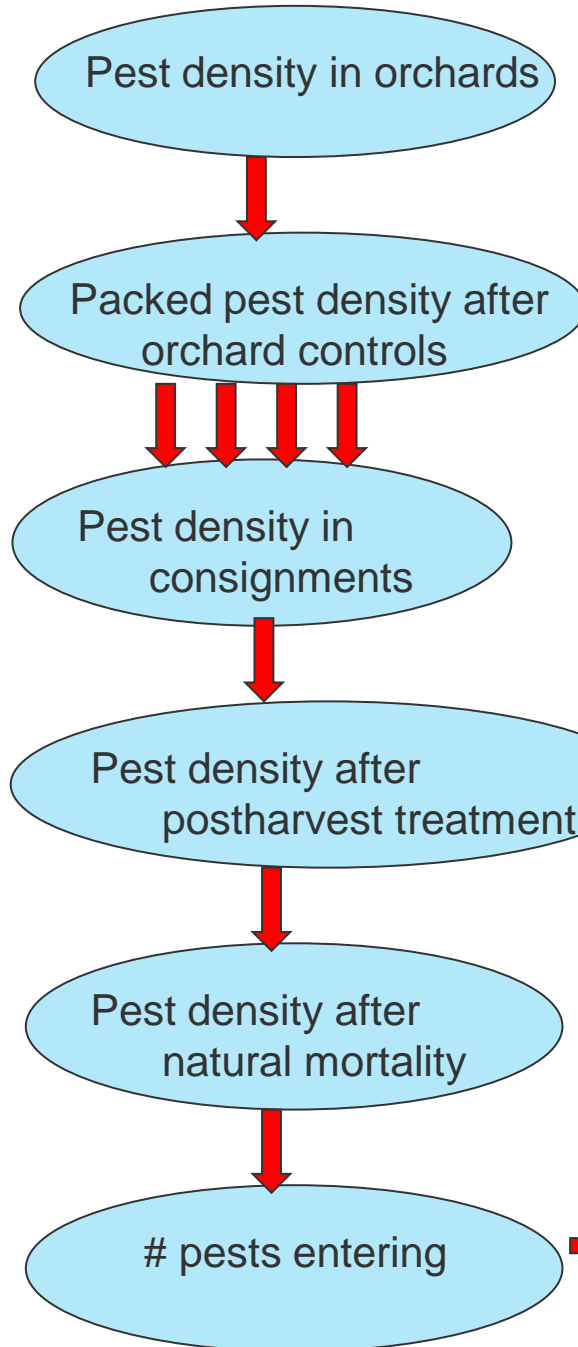 Pest density in orchards
Packed pest density after
orchard controls
Pest density in
consignments
Pest density after
postharvest treatment
Pest density after
natural mortality
# pests entering